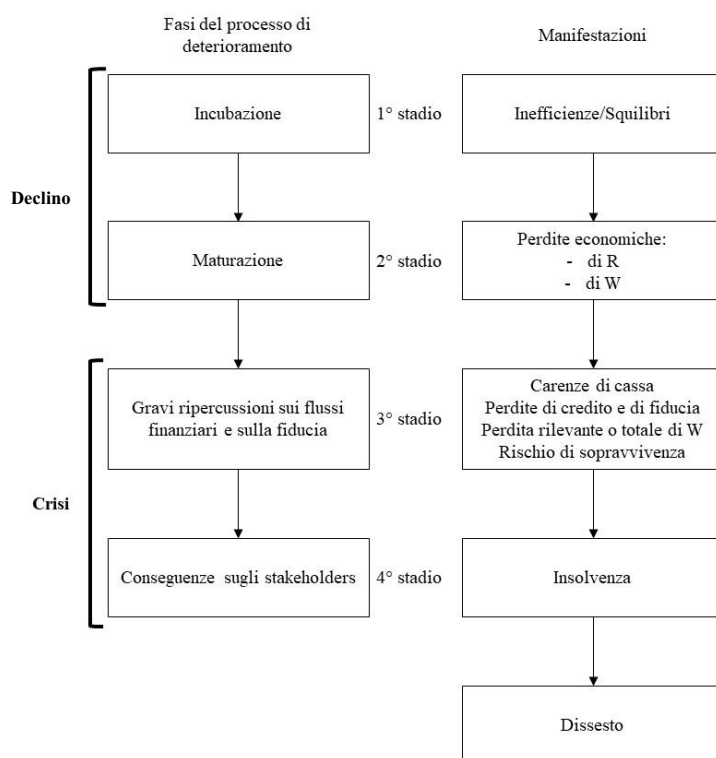 Fasi del processo di
deterioramento
Manifestazioni
Incubazione
1° stadio
Inefficienze/Squilibri
Declino
Maturazione
2° stadio
Perdite economiche:
- di R
- di W
Gravi ripercussioni sui flussi
finanziari e sulla fiducia
3° stadio
Carenze di cassa
Perdite di credito e di fiducia
Perdita rilevante o totale di W
Rischio di sopravvivenza
Crisi
Conseguenze sugli stakeholders
4° stadio
Insolvenza
Dissesto